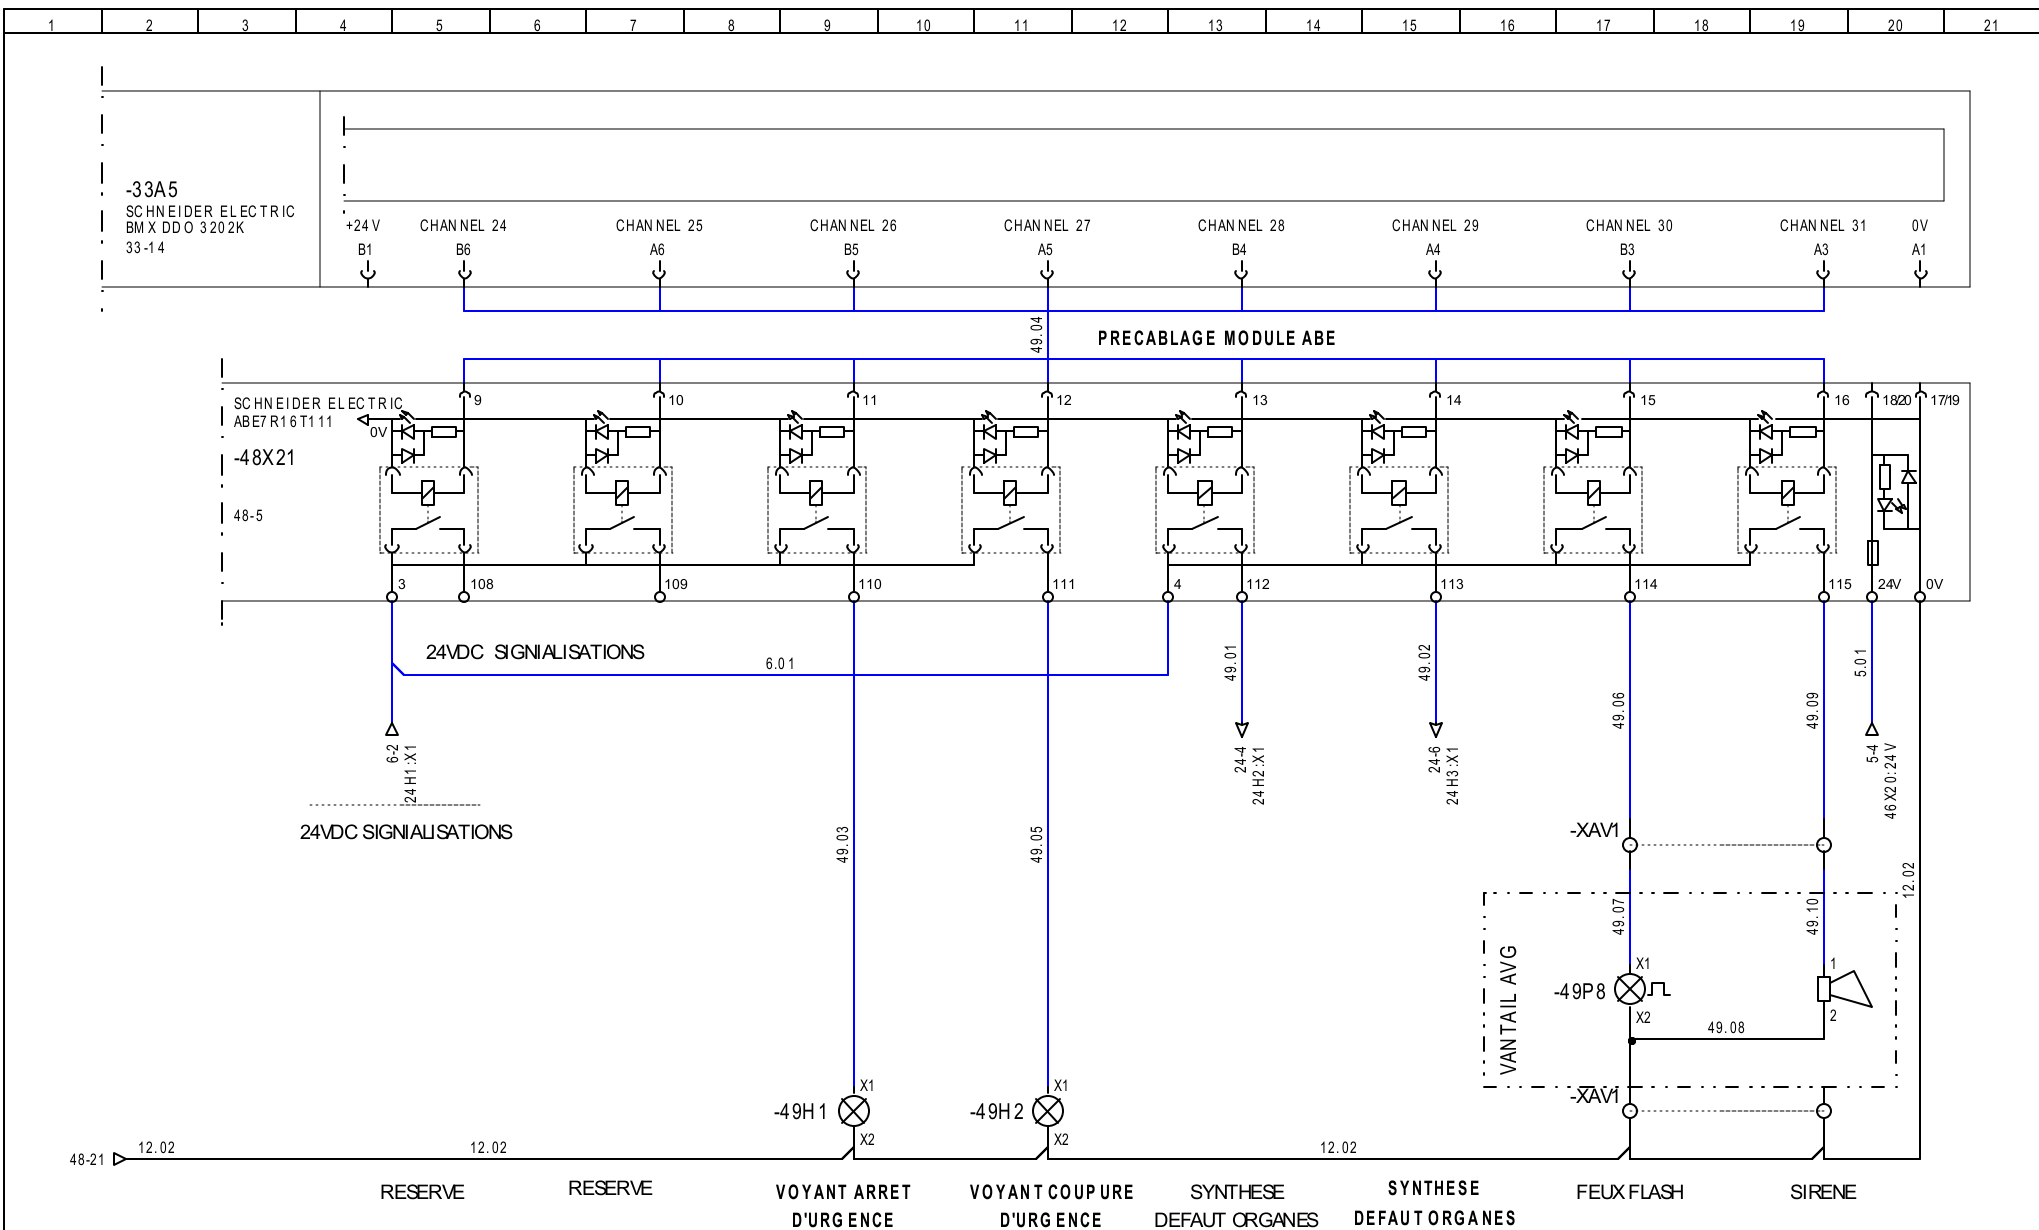 1 2 3 4 5 6 7 8 9 10 11 12 13 14 15 16 17 18 19 20 21
-33A5
SCHNEIDER ELECTRIC
BMX DDO 3202K
33-14
+24V CHANNEL 24 CHANNEL 25 CHANNEL 26 CHANNEL 27 CHANNEL 28 CHANNEL 29 CHANNEL 30 CHANNEL 31 0V
B1 B6 A6 B5 A5 B4 A4 B3 A3 A1
49.04
PRECABLAGE MODULE ABE
SCHNEIDER ELECTRIC
ABE7R16T111
0V
-48X21
48-5
9 10 11 12 13 14 15 16 18/20 17/19
3 108 109 110 111 4 112 113 114 115 24V 0V
24VDC SIGNIALISATIONS
6.01
49.01
49.02
49.06
49.09
5.01
6-2
24H1:X1
24-4
24H2:X1
24-6
24H3:X1
5-4
46X20:24V
24VDC SIGNIALISATIONS
49.03
49.05
-XAV1
12.02
49.07
49.10
VANTAIL AVG
-49P8
X1
X2
1
2
49.08
-XAV1
-49H1
X1
X2
-49H2
X1
X2
48-21
12.02 12.02 12.02
RESERVE
RESERVE
VOYANT ARRET
D'URGENCE
VOYANT COUPURE
D'URGENCE
SYNTHESE
DEFAUT ORGANES
SYNTHESE
DEFAUT ORGANES
FEUX FLASH
SIRENE